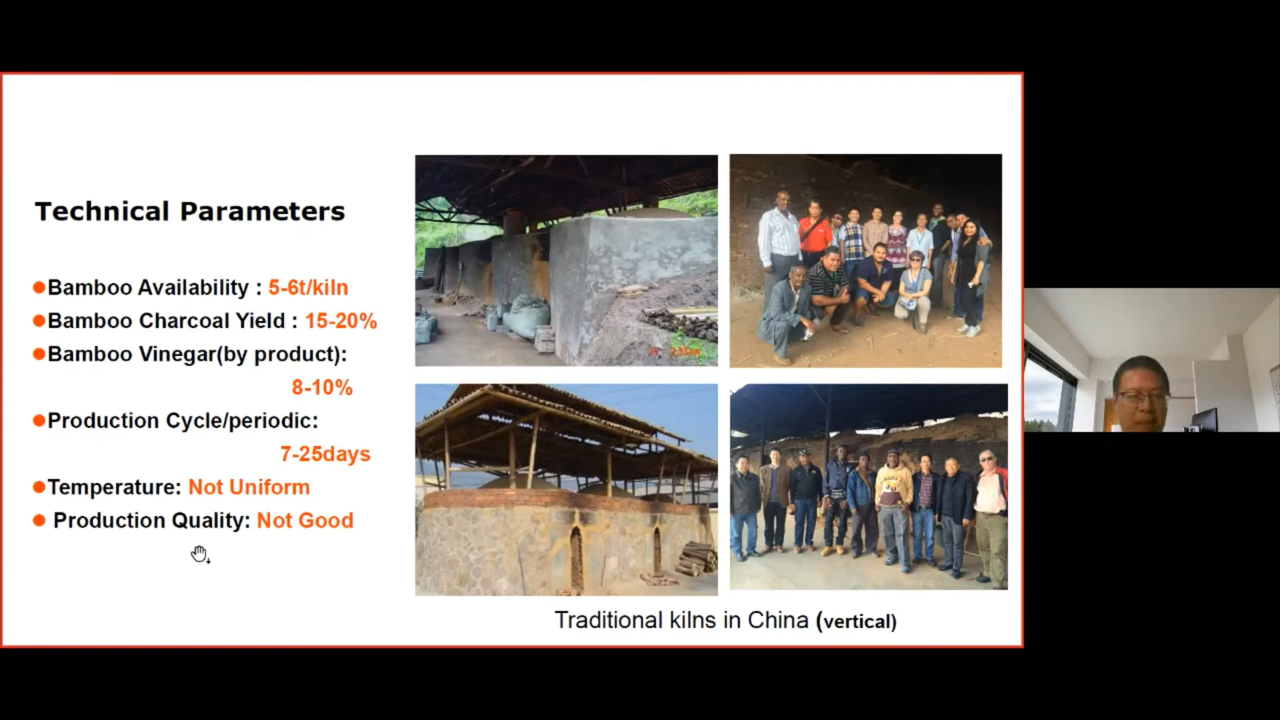 Technical Parameters
●Bamboo Availability : 5-6t/kiln
●Bamboo Charcoal Yield : 15-20%
●Bamboo Vinegar(by product):
8-10%
●Production Cycle/periodic:
7-25days
●Temperature: Not Uniform
● Production Quality: Not Good
Traditional kilns in China (vertical)